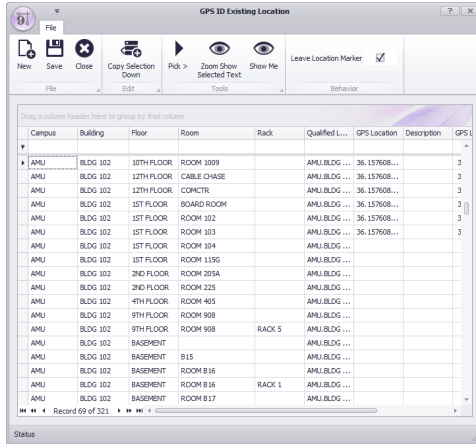 GPS ID Existing Location
? x
File
New Save Close Copy Selection Down Pick > Zoom Show Selected Text Show Me Leave Location Marker
File Edit Tools Behavior
Drag a column header here to group by that column
Campus Building Floor Room Rack Qualified L... GPS Location Description GPS L
AMU BLDG 102 10TH FLOOR ROOM 1009 AMU.BLDG ... 36.157608... 3
AMU BLDG 102 12TH FLOOR CABLE CHASE AMU.BLDG ... 36.157608... 3
AMU BLDG 102 12TH FLOOR COMCTR AMU.BLDG ... 36.157608... 3
AMU BLDG 102 1ST FLOOR BOARD ROOM AMU.BLDG ... 36.157608... 3
AMU BLDG 102 1ST FLOOR ROOM 102 AMU.BLDG ... 36.157608... 3
AMU BLDG 102 1ST FLOOR ROOM 103 AMU.BLDG ... 36.157608... 3
AMU BLDG 102 1ST FLOOR ROOM 104 AMU.BLDG ...
AMU BLDG 102 1ST FLOOR ROOM 115G AMU.BLDG ...
AMU BLDG 102 2ND FLOOR ROOM 205A AMU.BLDG ...
AMU BLDG 102 2ND FLOOR ROOM 225 AMU.BLDG ...
AMU BLDG 102 4TH FLOOR ROOM 405 AMU.BLDG ...
AMU BLDG 102 9TH FLOOR ROOM 908 AMU.BLDG ...
AMU BLDG 102 9TH FLOOR ROOM 908 RACK 5 AMU.BLDG ...
AMU BLDG 102 BASEMENT AMU.BLDG ...
AMU BLDG 102 BASEMENT B15 AMU.BLDG ...
AMU BLDG 102 BASEMENT ROOM B16 AMU.BLDG ...
AMU BLDG 102 BASEMENT ROOM B16 RACK 1 AMU.BLDG ...
AMU BLDG 102 BASEMENT ROOM B17 AMU.BLDG ...
Record 69 of 321
Status